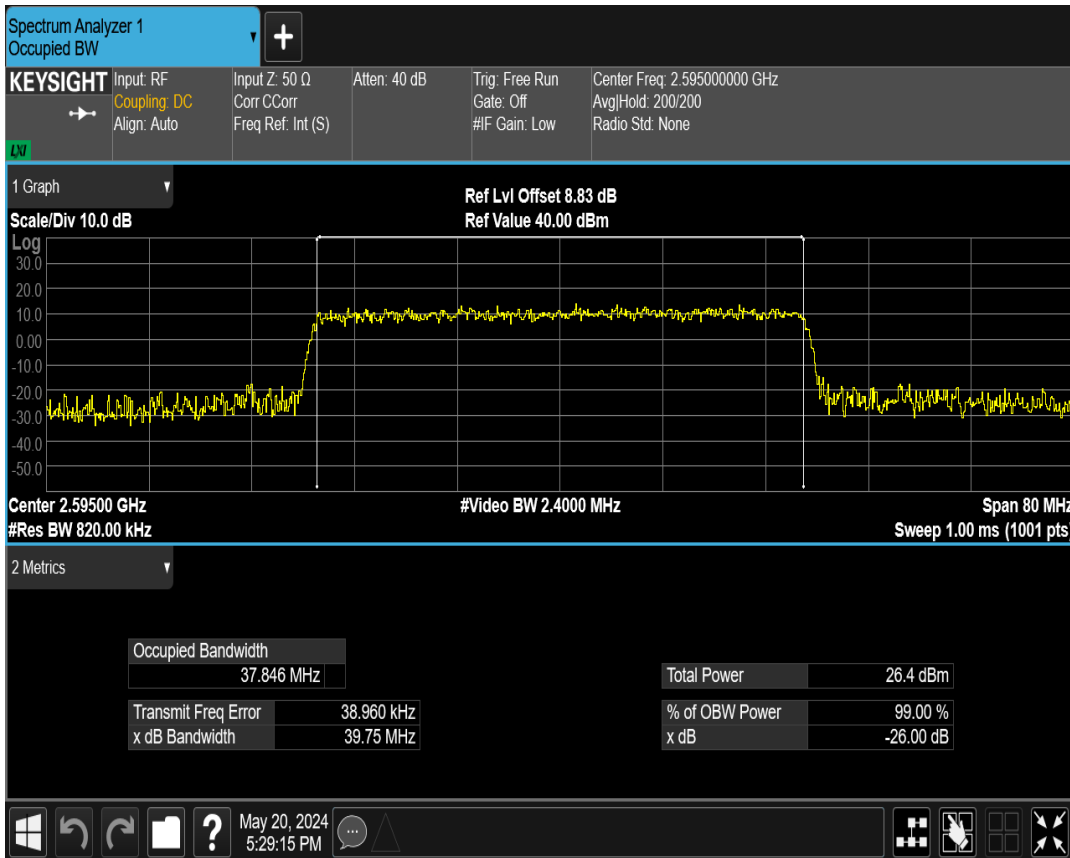 Spectrum Analyzer 1
Occupied BW
KEYSIGHT
LXI
Input: RF
Coupling: DC
Align: Auto
Input Z: 50 Ω
Corr CCorr
Freq Ref: Int (S)
Atten: 40 dB
Trig: Free Run
Gate: Off
#IF Gain: Low
Center Freq: 2.595000000 GHz
Avg|Hold: 200/200
Radio Std: None
1 Graph
Scale/Div 10.0 dB
Ref Lvl Offset 8.83 dB
Ref Value 40.00 dBm
Log
30.0
20.0
10.0
0.00
-10.0
-20.0
-30.0
-40.0
-50.0
Center 2.59500 GHz
#Res BW 820.00 kHz
#Video BW 2.4000 MHz
Span 80 MHz
Sweep 1.00 ms (1001 pts)
2 Metrics
Occupied Bandwidth
37.846 MHz
Transmit Freq Error 38.960 kHz
x dB Bandwidth 39.75 MHz
Total Power 26.4 dBm
% of OBW Power 99.00 %
x dB -26.00 dB
May 20, 2024
5:29:15 PM